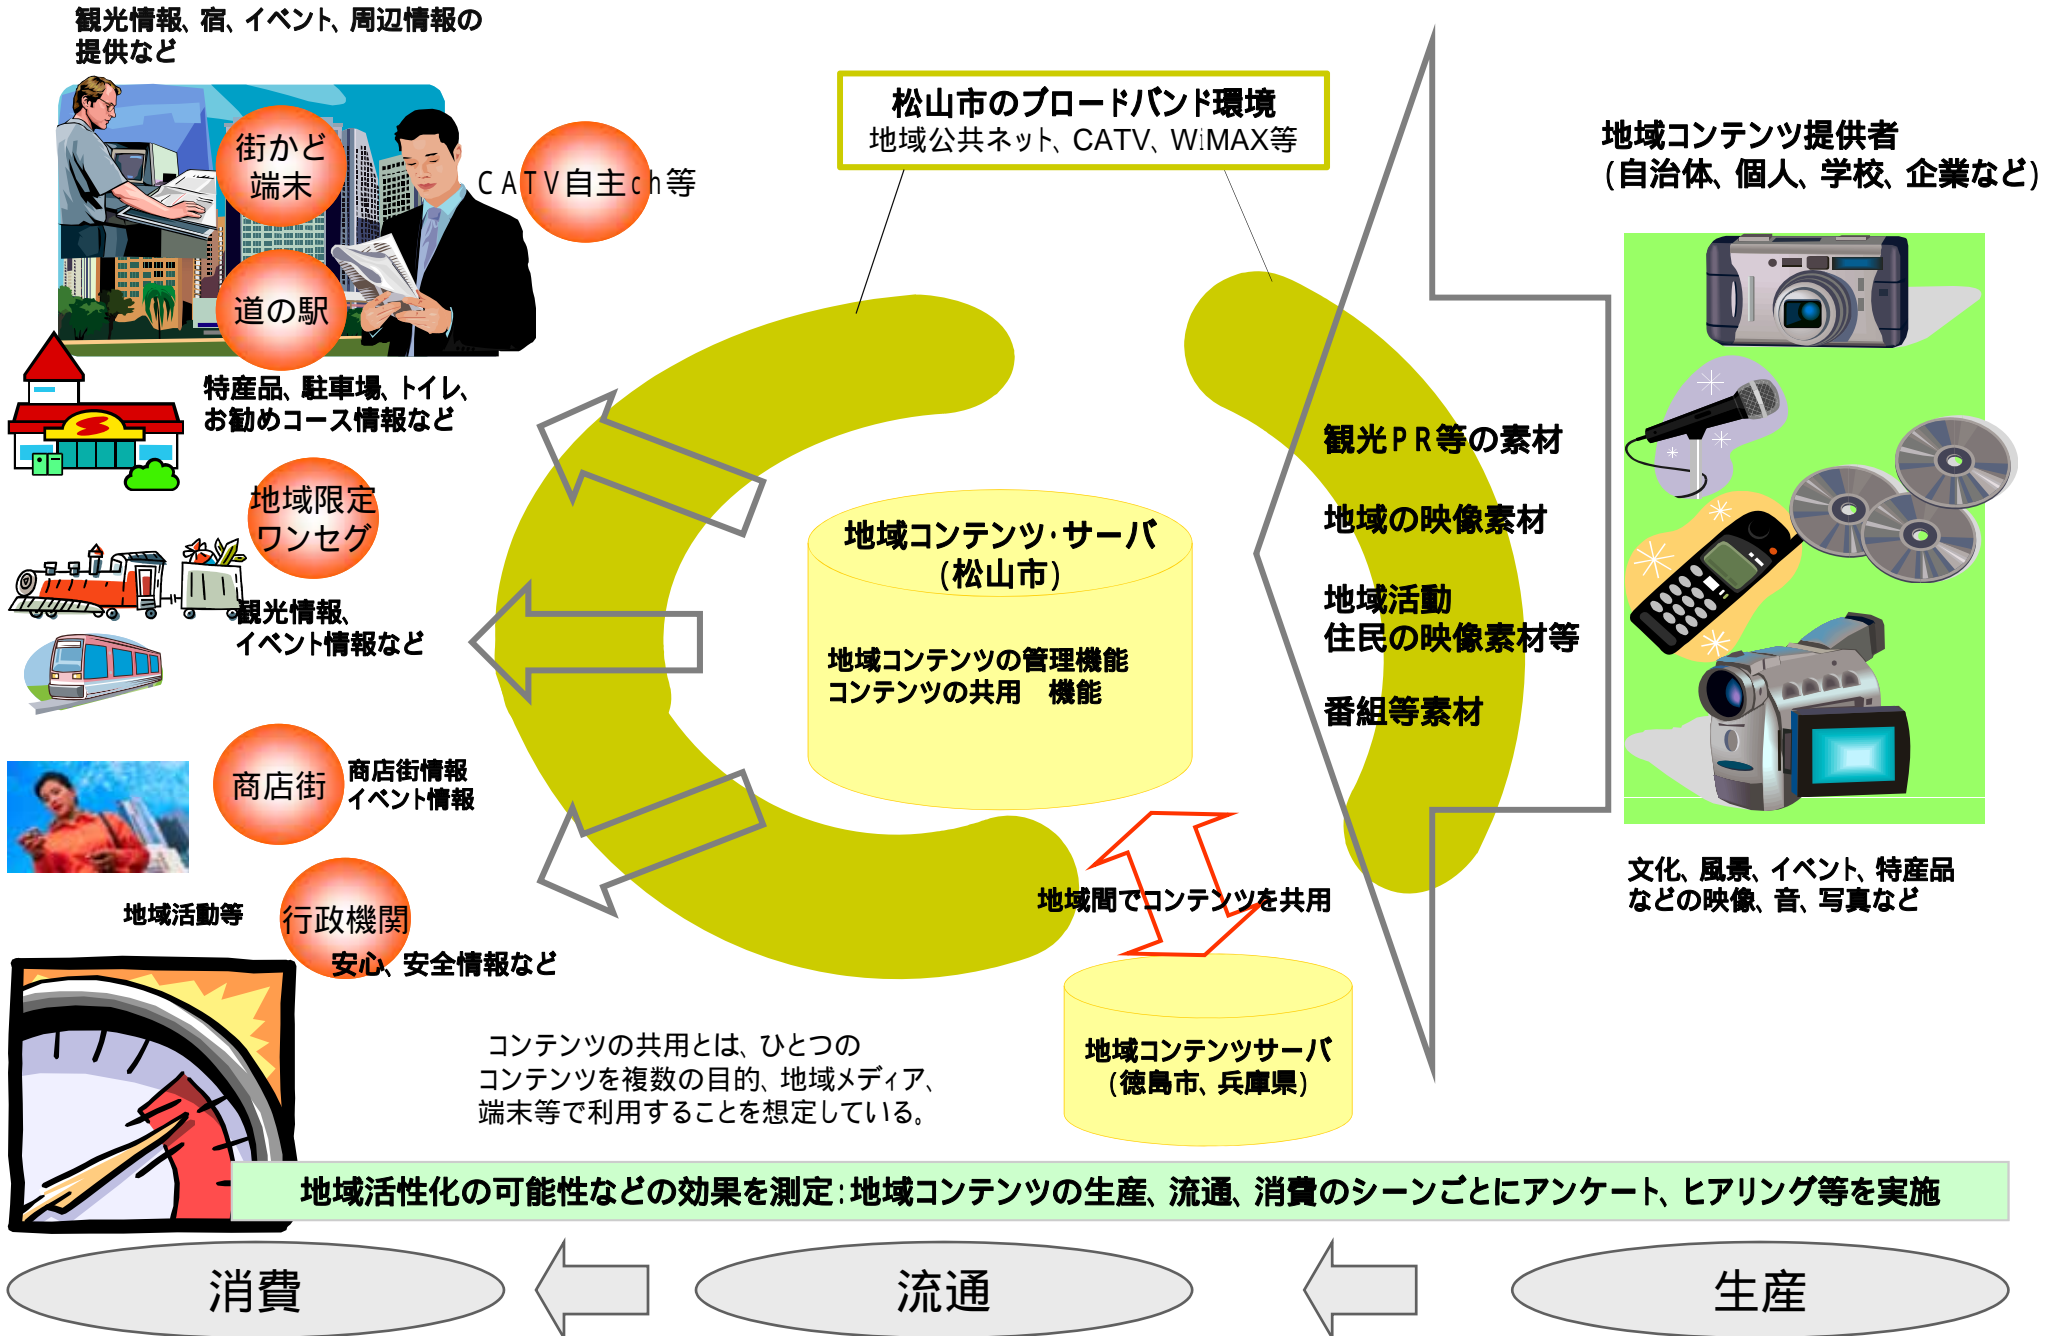 観光情報、宿、イベント、周辺情報の
提供など
街かど
端末
CATV自主ch等
道の駅
特産品、駐車場、トイレ、
お勧めコース情報など
地域限定
ワンセグ
観光情報、
イベント情報など
商店街
商店街情報
イベント情報
地域活動等
行政機関
安心、安全情報など
松山市のブロードバンド環境
地域公共ネット、CATV、WiMAX等
地域コンテンツ・サーバ
(松山市)
地域コンテンツの管理機能
コンテンツの共用　機能
地域間でコンテンツを共用
地域コンテンツサーバ
(徳島市、兵庫県)
コンテンツの共用とは、ひとつの
コンテンツを複数の目的、地域メディア、
端末等で利用することを想定している。
観光PR等の素材
地域の映像素材
地域活動
住民の映像素材等
番組等素材
地域コンテンツ提供者
(自治体、個人、学校、企業など)
文化、風景、イベント、特産品
などの映像、音、写真など
地域活性化の可能性などの効果を測定:地域コンテンツの生産、流通、消費のシーンごとにアンケート、ヒアリング等を実施
消費
流通
生産